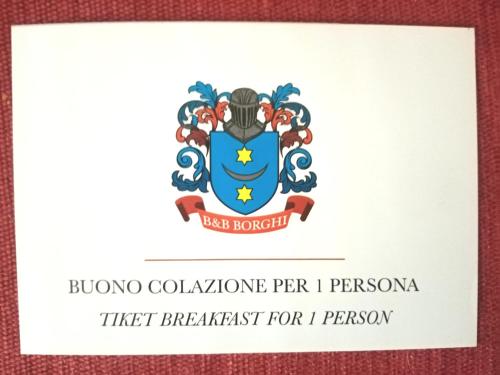 B&B BORGHI
BUONO COLAZIONE PER 1 PERSONA
TIKET BREAKFAST FOR 1 PERSON